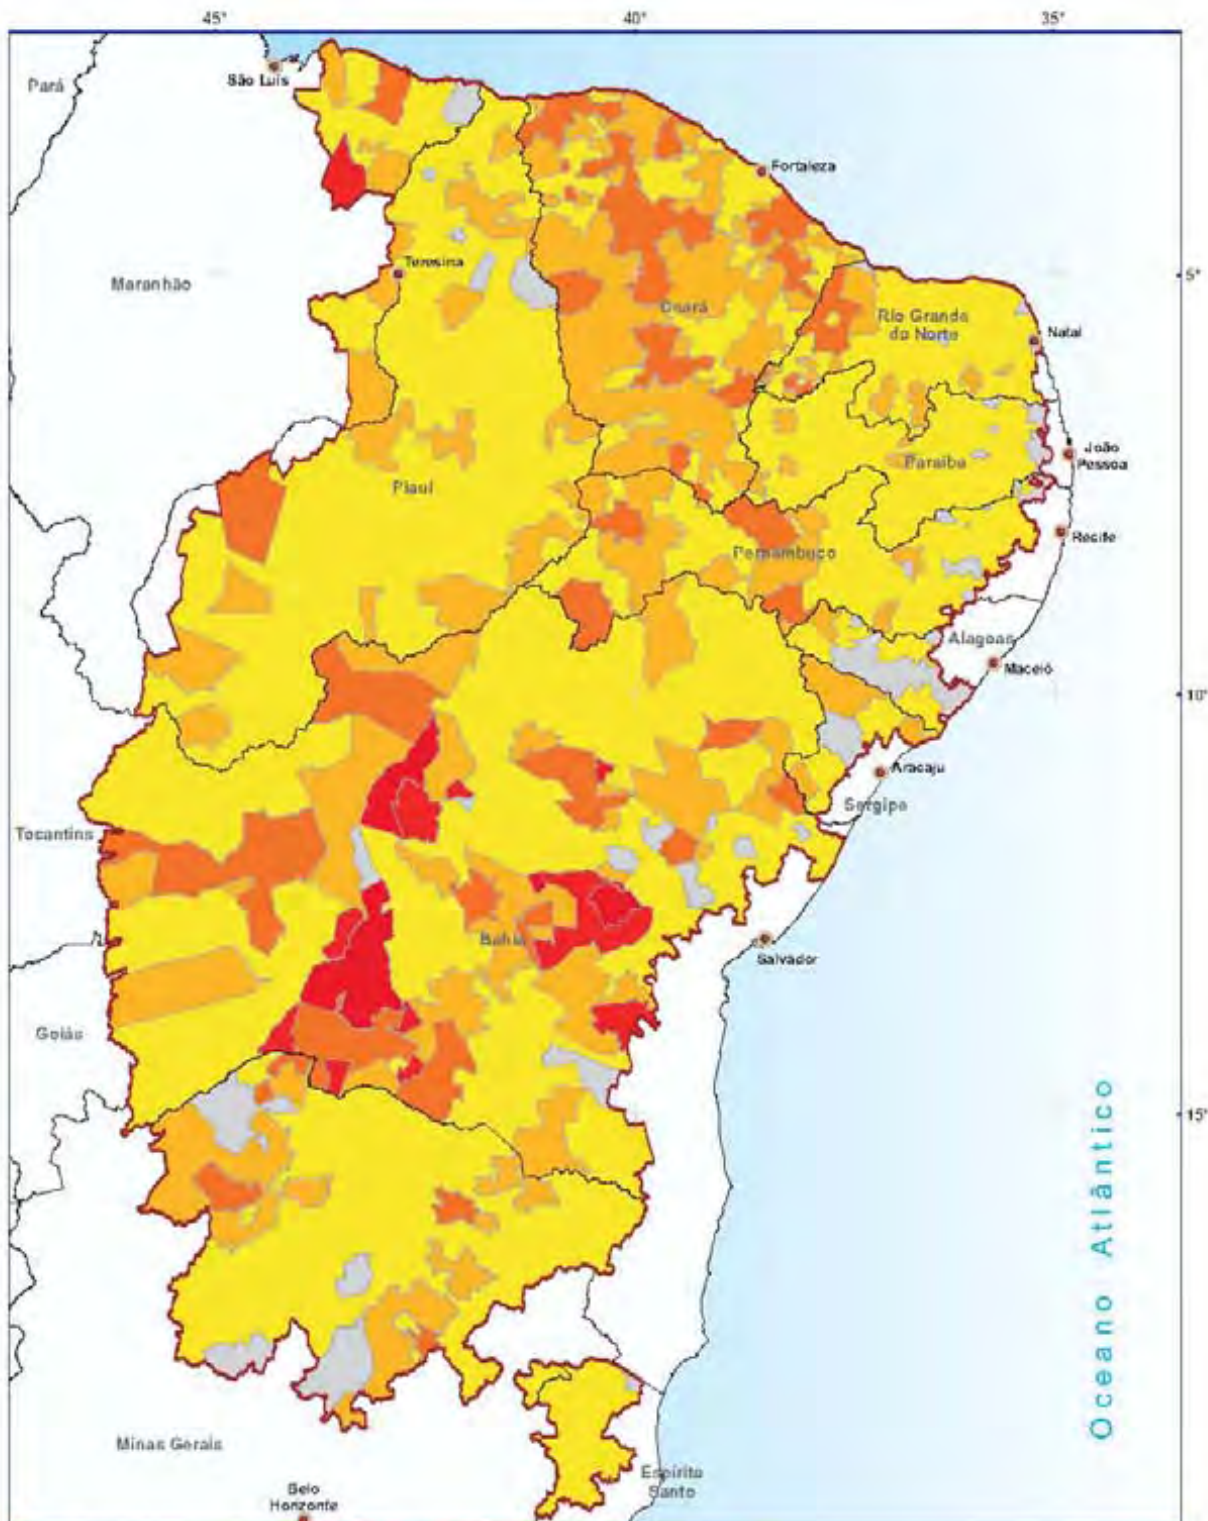 45°
40°
35°
São Luís
Pará
Fortaleza
Teresina
5°
Maranhão
Ceará
Rio Grande
do Norte
Natal
João
Pessoa
Paraíba
Piauí
Recife
Pernambuco
Alagoas
Maceió
10°
Aracaju
Sergipe
Tocantins
Bahia
Salvador
Goiás
15°
Oceano Atlântico
Minas Gerais
Espírito
Santo
Belo
Horizonte